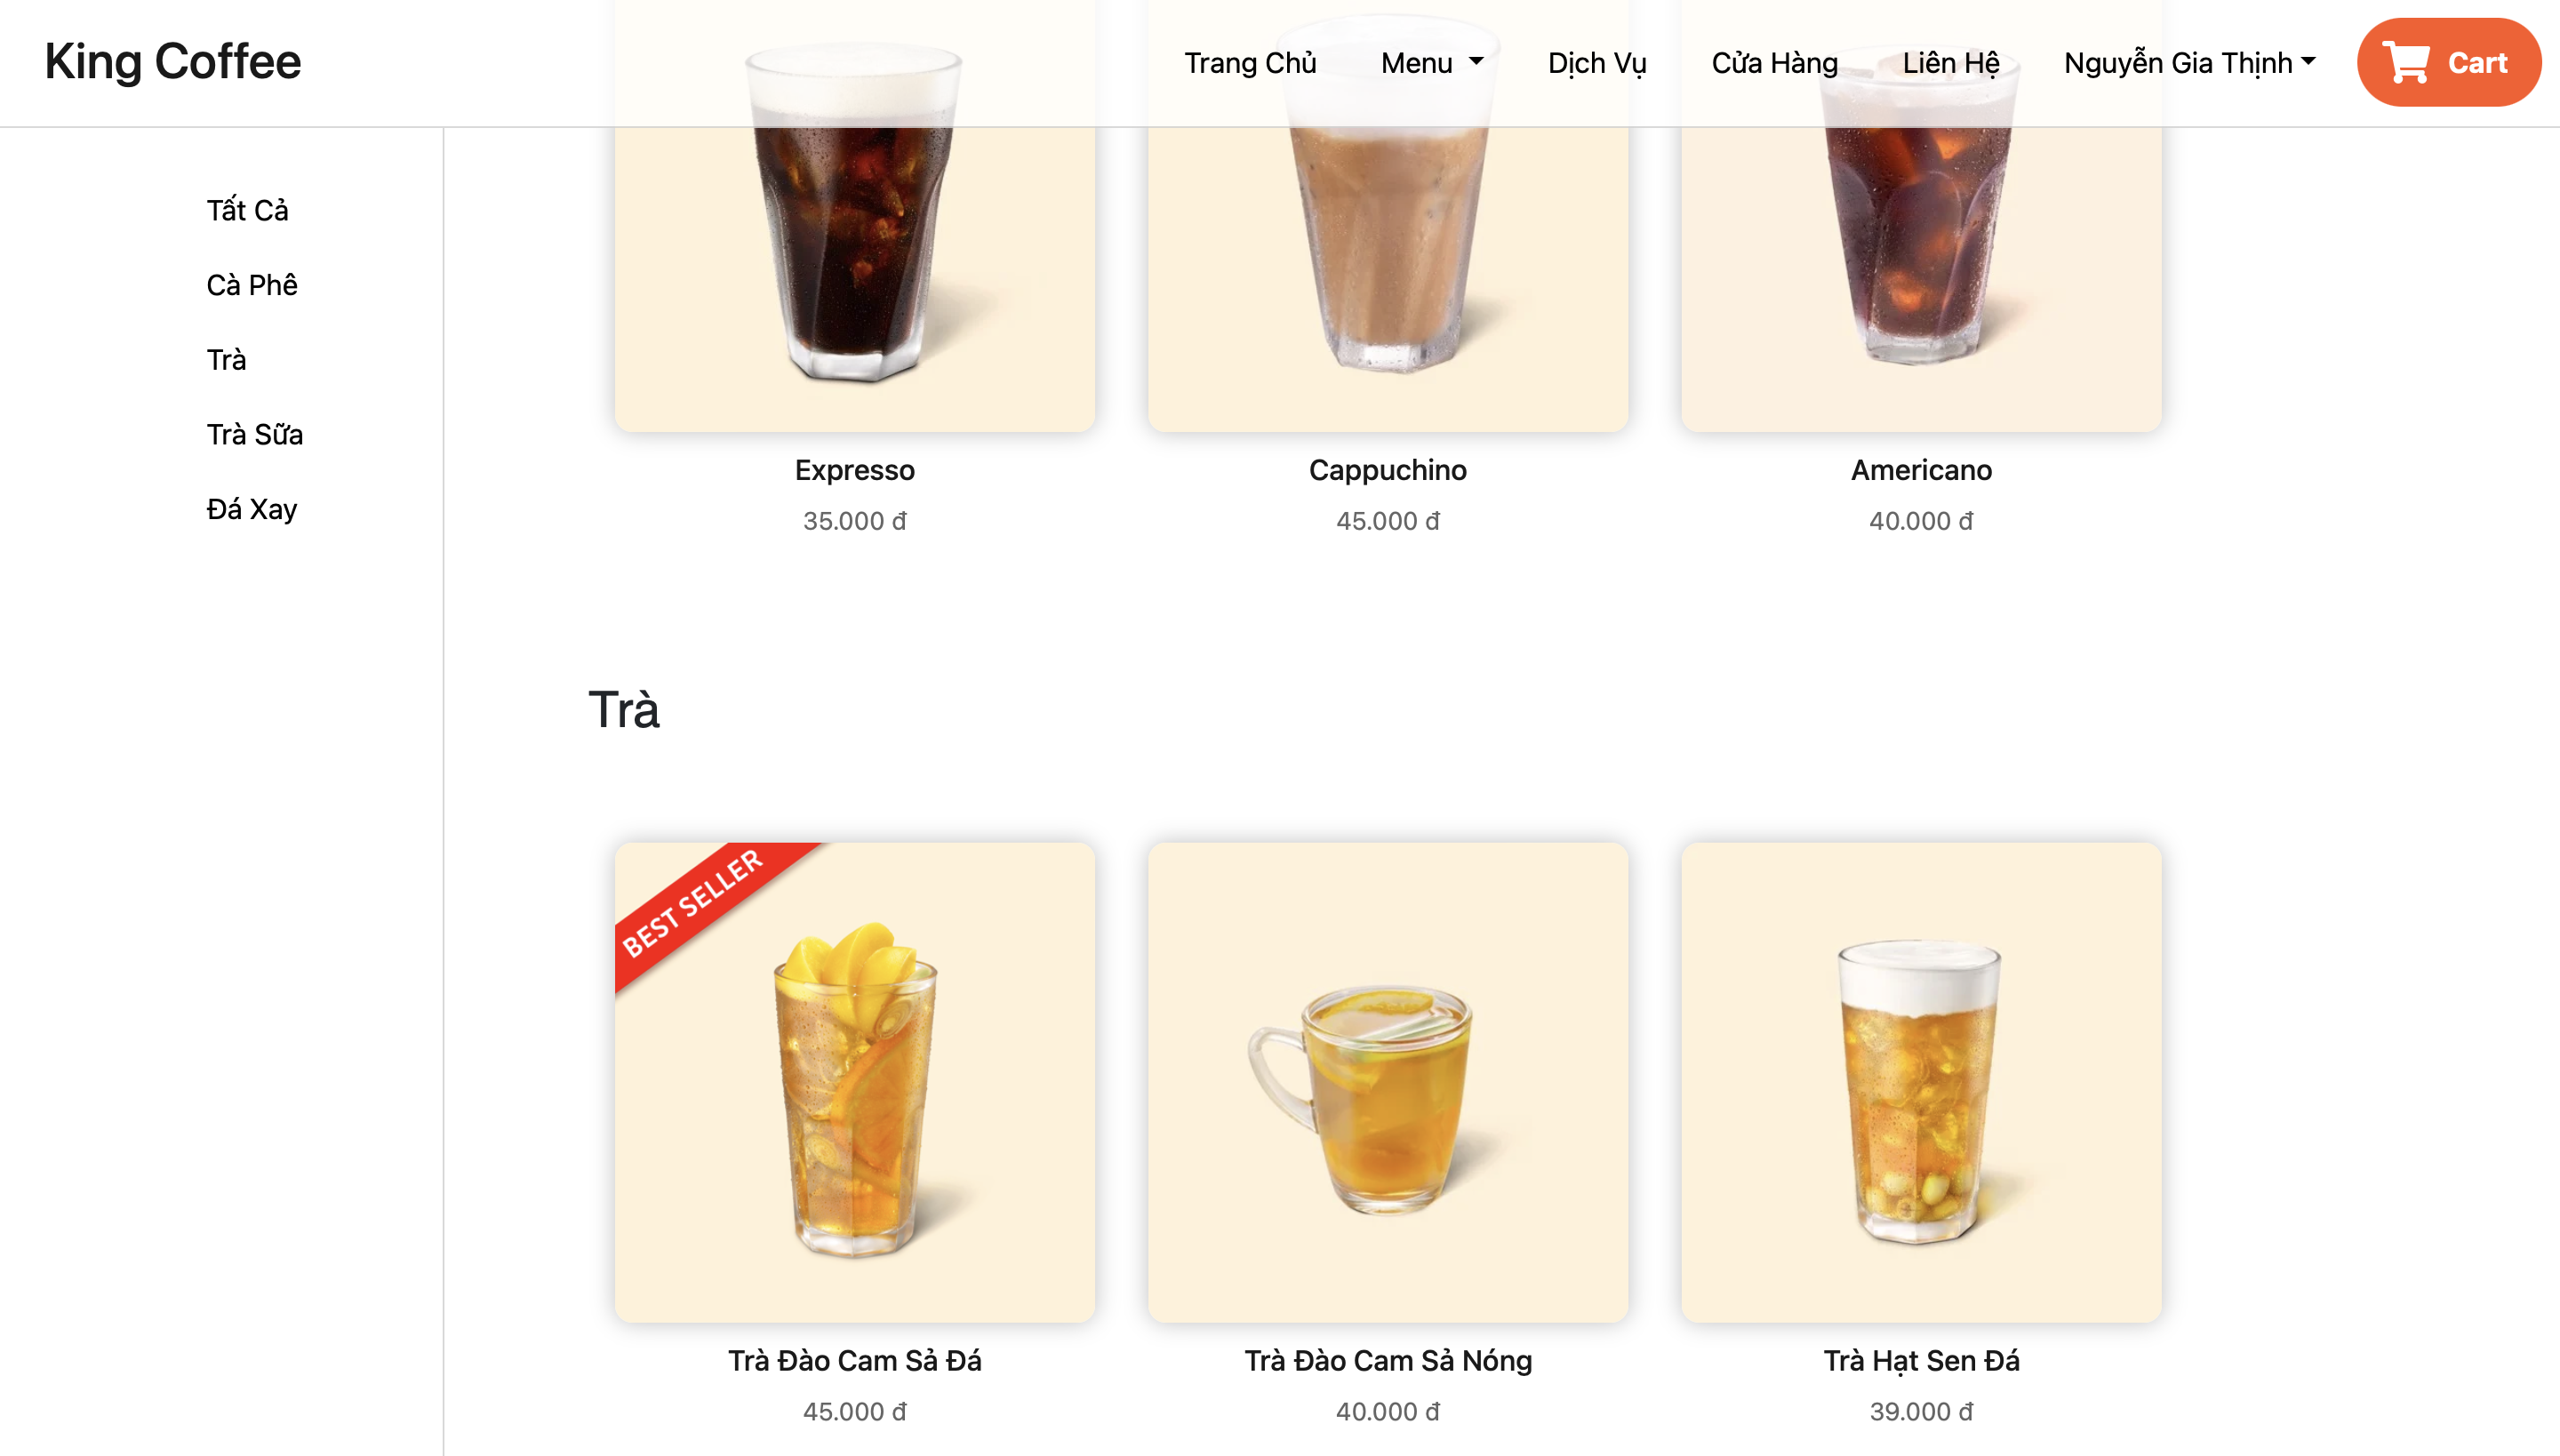 King Coffee
Trang Chủ Menu Dịch Vụ Cửa Hàng Liên Hệ Nguyễn Gia Thịnh Cart
Tất Cả
Cà Phê
Trà
Trà Sữa
Đá Xay
Expresso
35.000 đ
Cappuchino
45.000 đ
Americano
40.000 đ
Trà
BEST SELLER
Trà Đào Cam Sả Đá
45.000 đ
Trà Đào Cam Sả Nóng
40.000 đ
Trà Hạt Sen Đá
39.000 đ